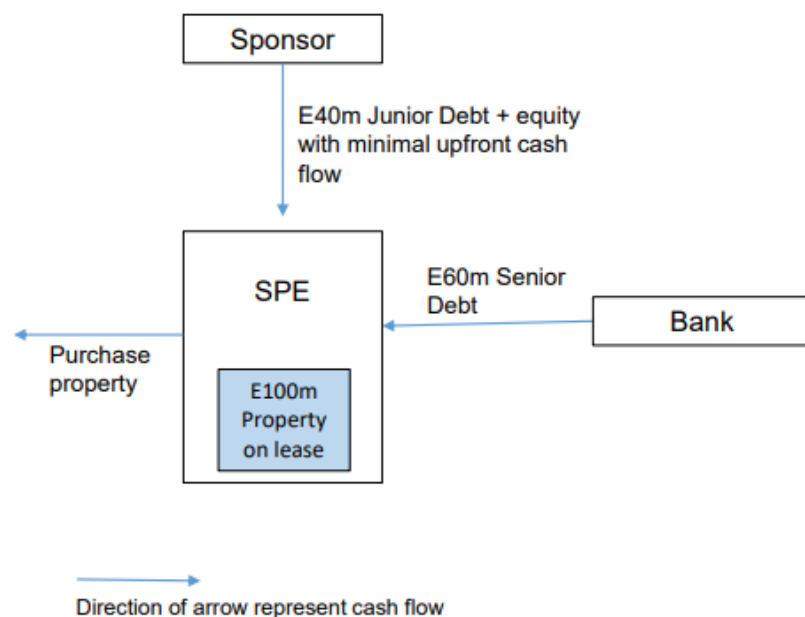 Sponsor
E40m Junior Debt + equity
with minimal upfront cash
flow
SPE
E60m Senior
Debt
Bank
Purchase
property
E100m
Property
on lease
Direction of arrow represent cash flow